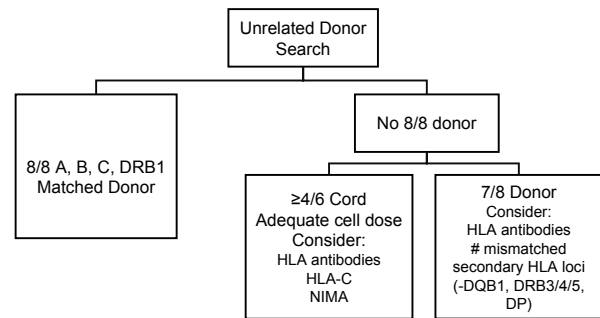 Unrelated Donor
Search
8/8 A, B, C, DRB1
Matched Donor
No 8/8 donor
≥4/6 Cord
Adequate cell dose
Consider:
HLA antibodies
HLA-C
NIMA
7/8 Donor
Consider:
HLA antibodies
# mismatched
secondary HLA loci
(-DQB1, DRB3/4/5,
DP)